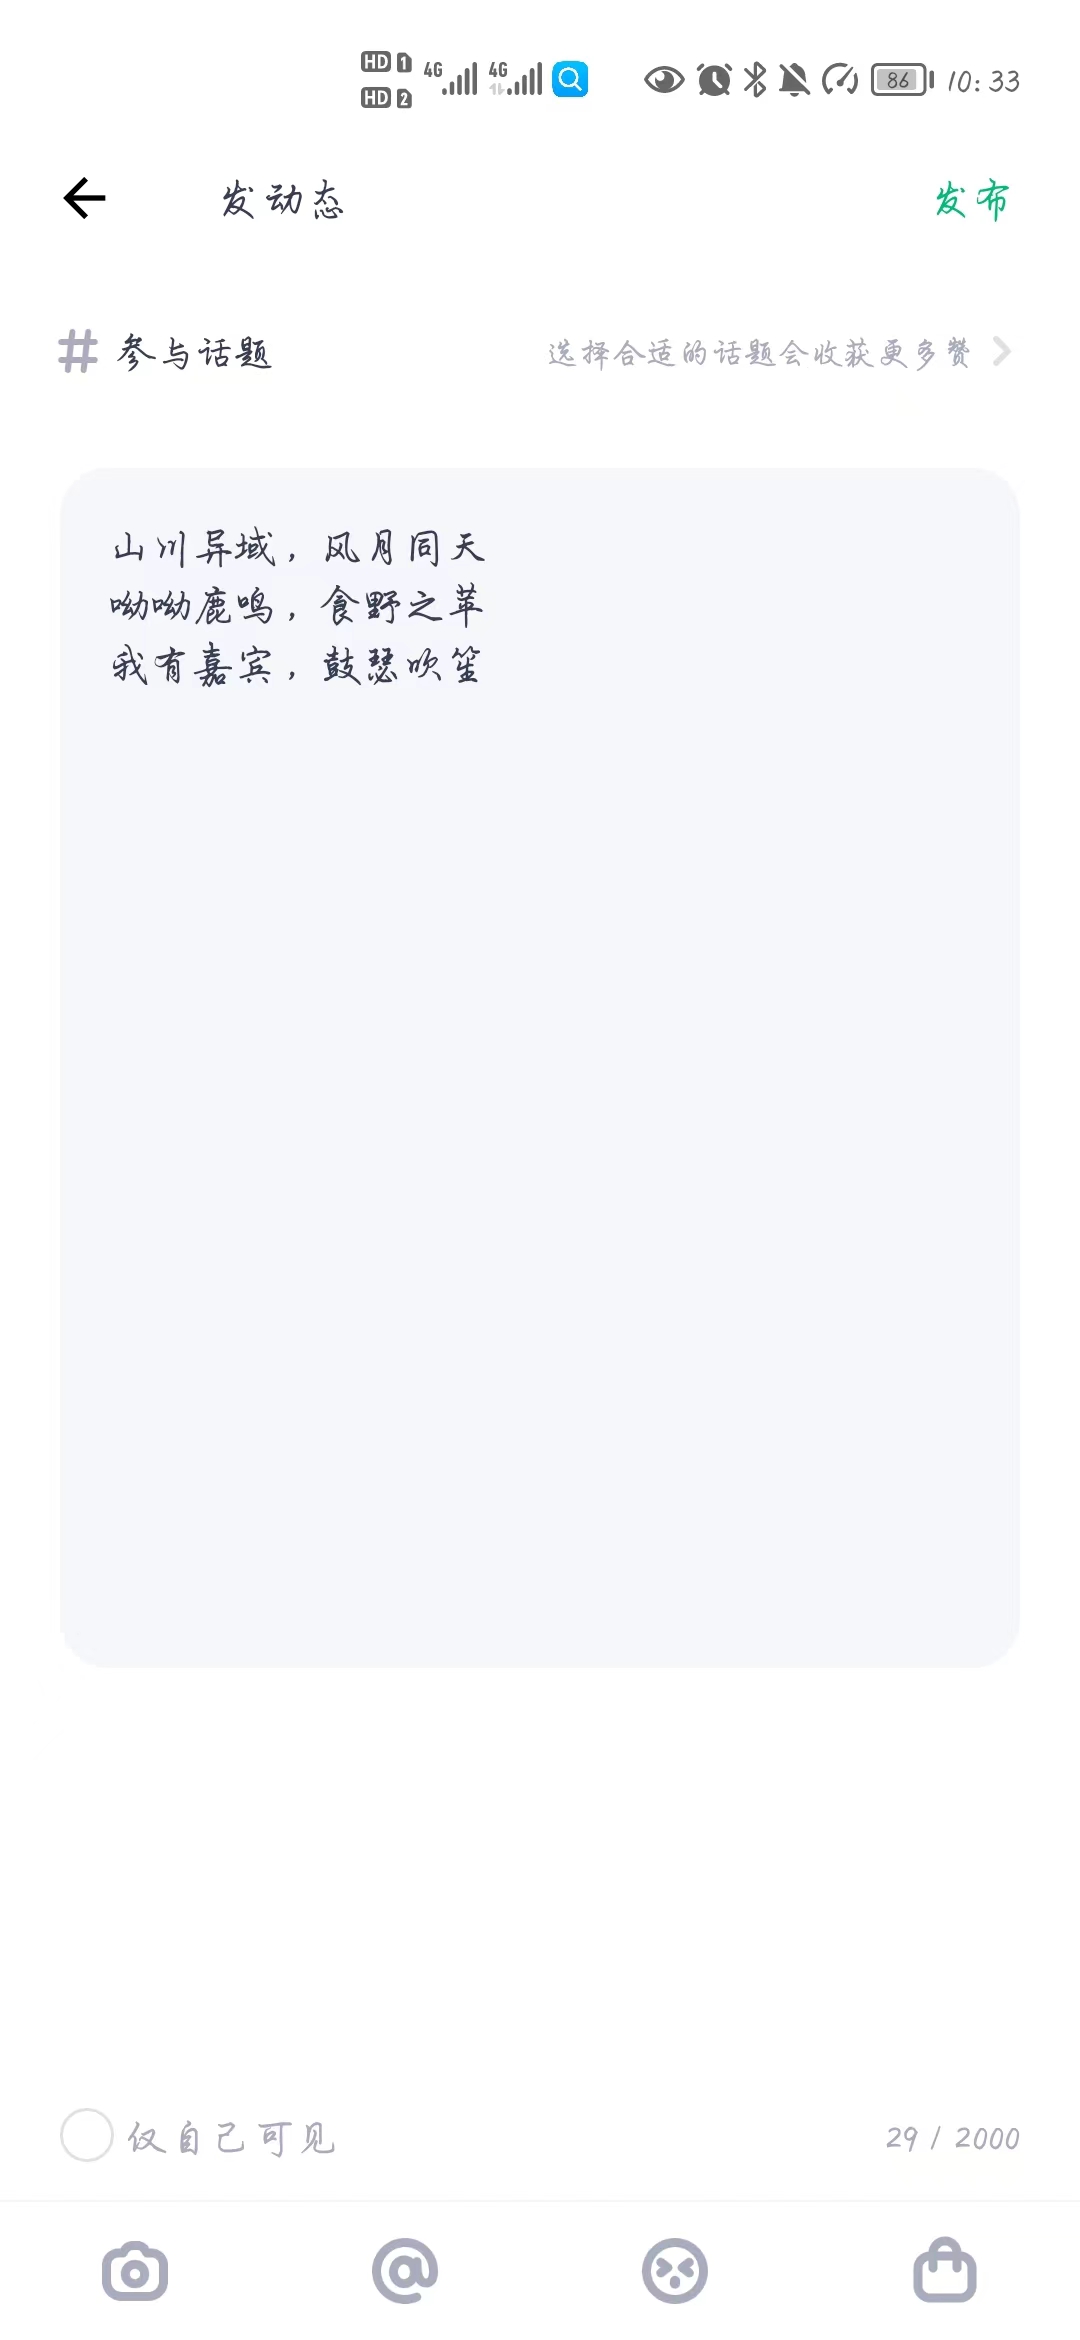 HD 1 4G 4G 86 10:33
HD 2
发动态 发布
# 参与话题 选择合适的话题会收获更多赞
山川异域，风月同天
呦呦鹿鸣，食野之苹
我有嘉宾，鼓瑟吹笙
仅自己可见 29 / 2000